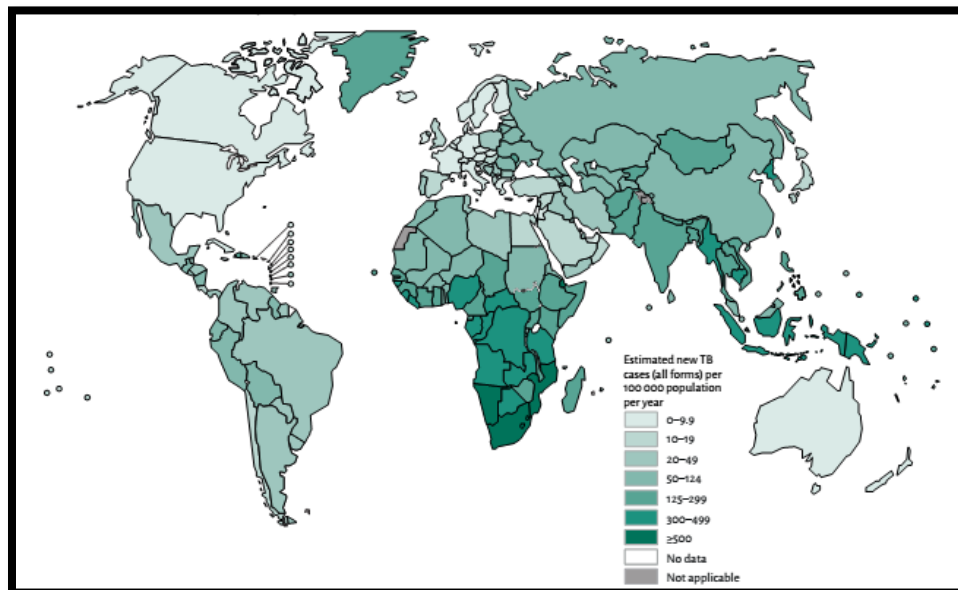 Estimated new TB
cases (all forms) per
100 000 population
per year
0–9.9
10–19
20–49
50–124
125–299
300–499
≥500
No data
Not applicable